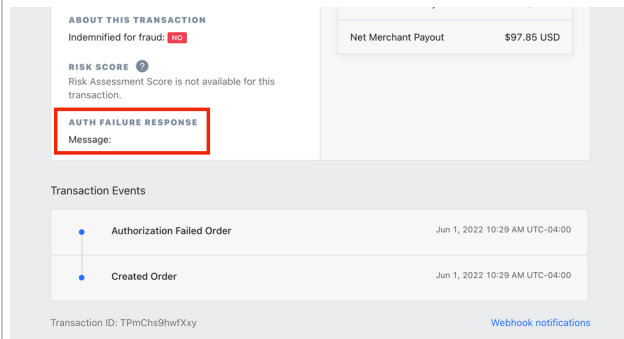 ABOUT THIS TRANSACTION
Indemnified for fraud: NO
RISK SCORE ?
Risk Assessment Score is not available for this
transaction.
AUTH FAILURE RESPONSE
Message:
Net Merchant Payout $97.85 USD
Transaction Events
Authorization Failed Order Jun 1, 2022 10:29 AM UTC-04:00
Created Order Jun 1, 2022 10:29 AM UTC-04:00
Transaction ID: TPmChs9hwfXxy Webhook notifications